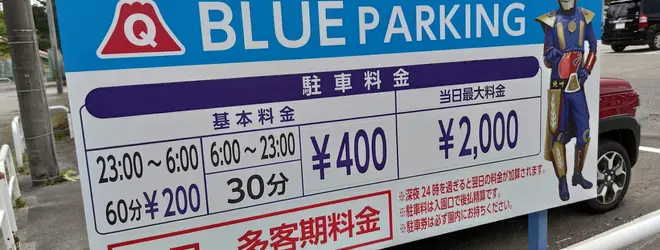 Q BLUE PARKING
駐車料金
基本料金
当日最大料金
23:00～6:00
60分¥200
6:00～23:00
30分
¥400
¥2,000
※深夜24時を過ぎると翌日の料金が加算されます。
※駐車料は入園口で後払精算です。
※駐車券は必ず園内にお持ちください。
多客期料金